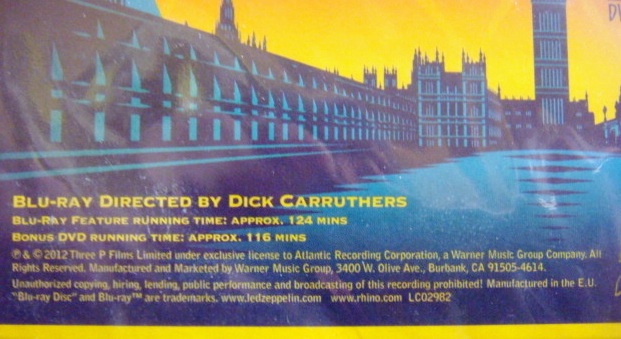 BLU-RAY DIRECTED BY DICK CARRUTHERS
BLU-RAY FEATURE RUNNING TIME: APPROX. 124 MINS
BONUS DVD RUNNING TIME: APPROX. 116 MINS
℗ & © 2012 Three P Films Limited under exclusive license to Atlantic Recording Corporation, a Warner Music Group Company. All
Rights Reserved. Manufactured and Marketed by Warner Music Group, 3400 W. Olive Ave., Burbank, CA 91505-4614.
Unauthorized copying, hiring, lending, public performance and broadcasting of this recording prohibited! Manufactured in the E.U.
"Blu-ray Disc" and Blu-ray™ are trademarks. www.ledzeppelin.com www.rhino.com LC02982